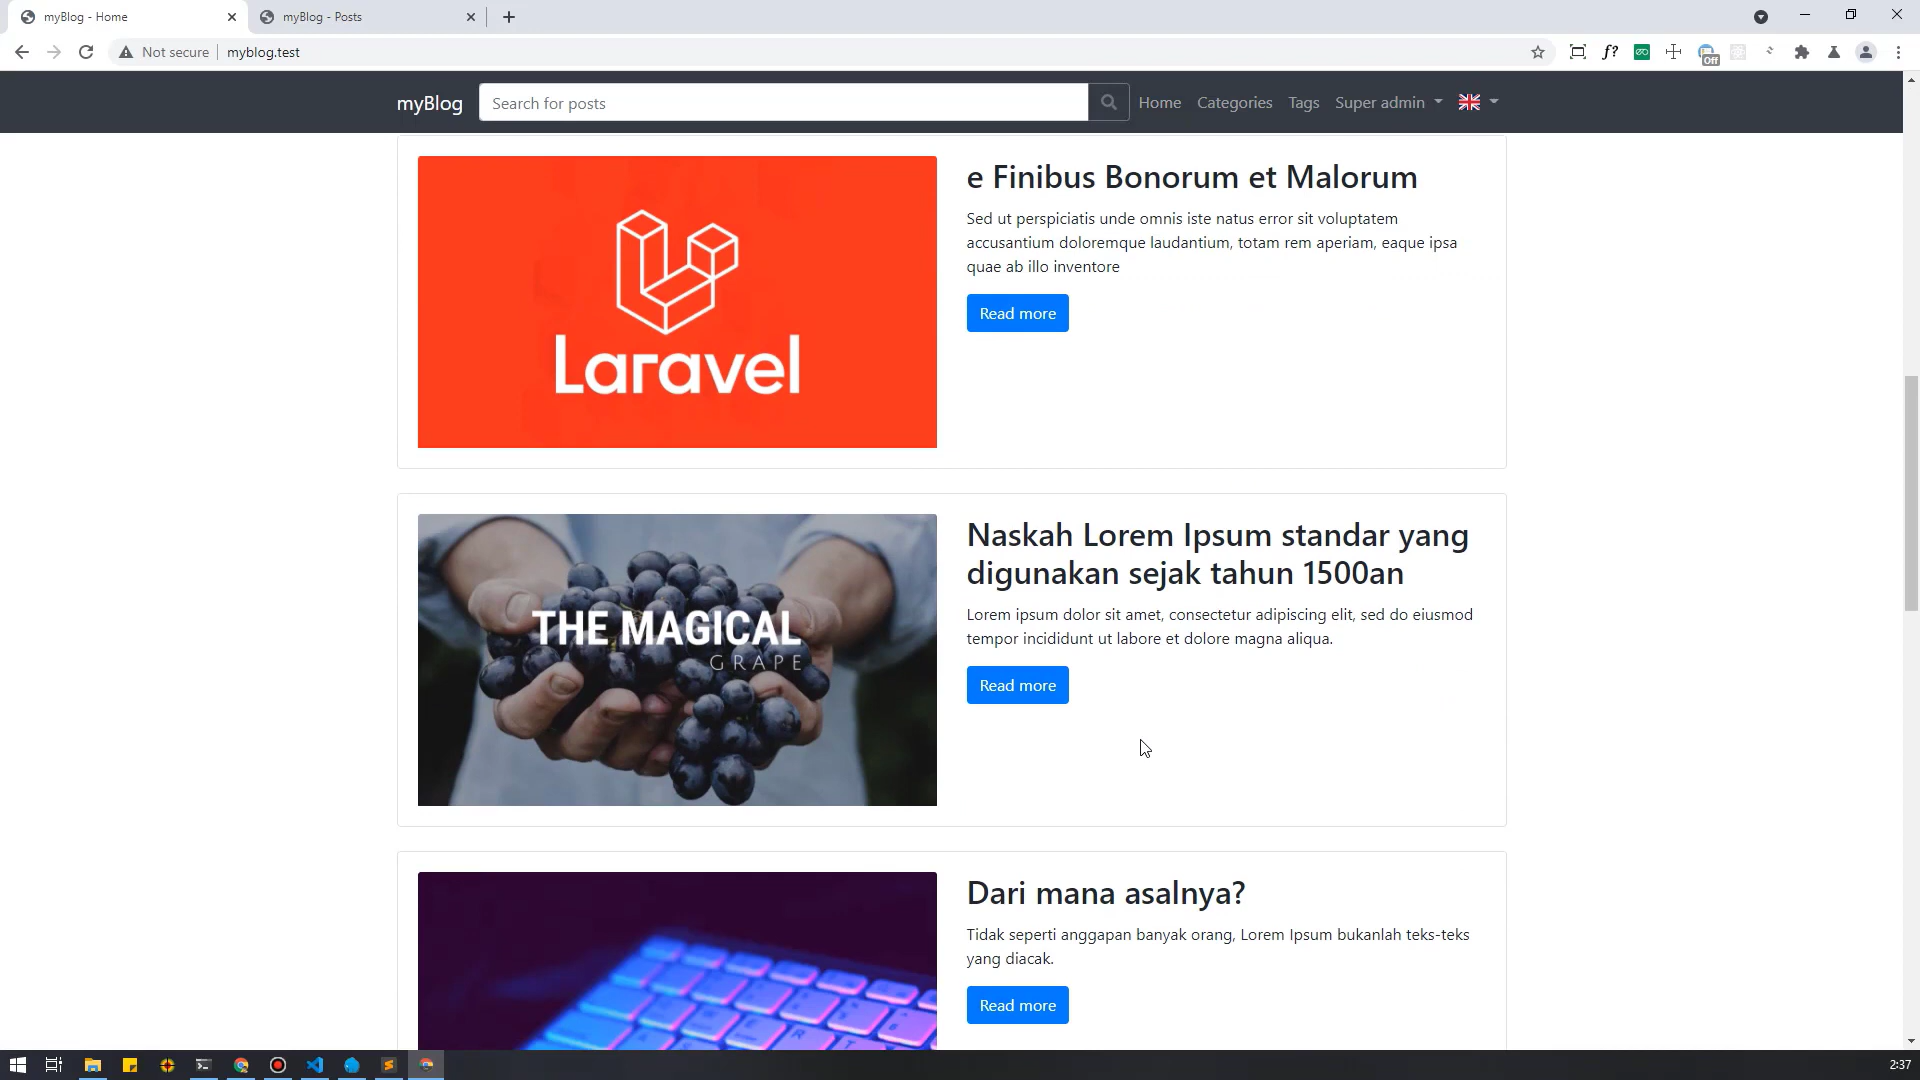 myBlog - Home
myBlog - Posts
Not secure
myblog.test
f?
Off
myBlog
Search for posts
Home
Categories
Tags
Super admin
e Finibus Bonorum et Malorum
Sed ut perspiciatis unde omnis iste natus error sit voluptatem
accusantium doloremque laudantium, totam rem aperiam, eaque ipsa
quae ab illo inventore
Read more
Laravel
Naskah Lorem Ipsum standar yang
digunakan sejak tahun 1500an
Lorem ipsum dolor sit amet, consectetur adipiscing elit, sed do eiusmod
tempor incididunt ut labore et dolore magna aliqua.
Read more
THE MAGICAL
GRAPE
Dari mana asalnya?
Tidak seperti anggapan banyak orang, Lorem Ipsum bukanlah teks-teks
yang diacak.
Read more
2:37